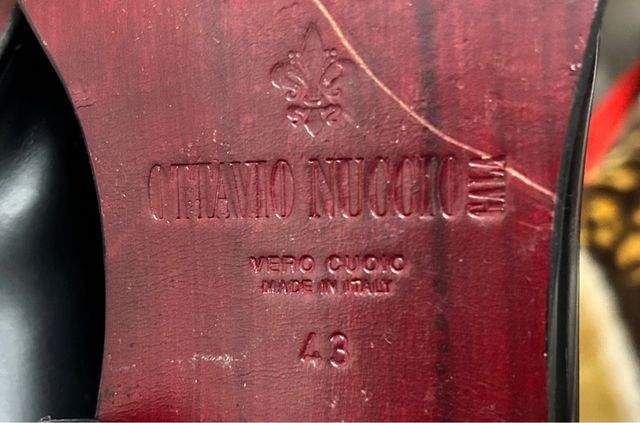 OTTAVIO NUCCIO GALA
VERO CUOIO
MADE IN ITALY
43